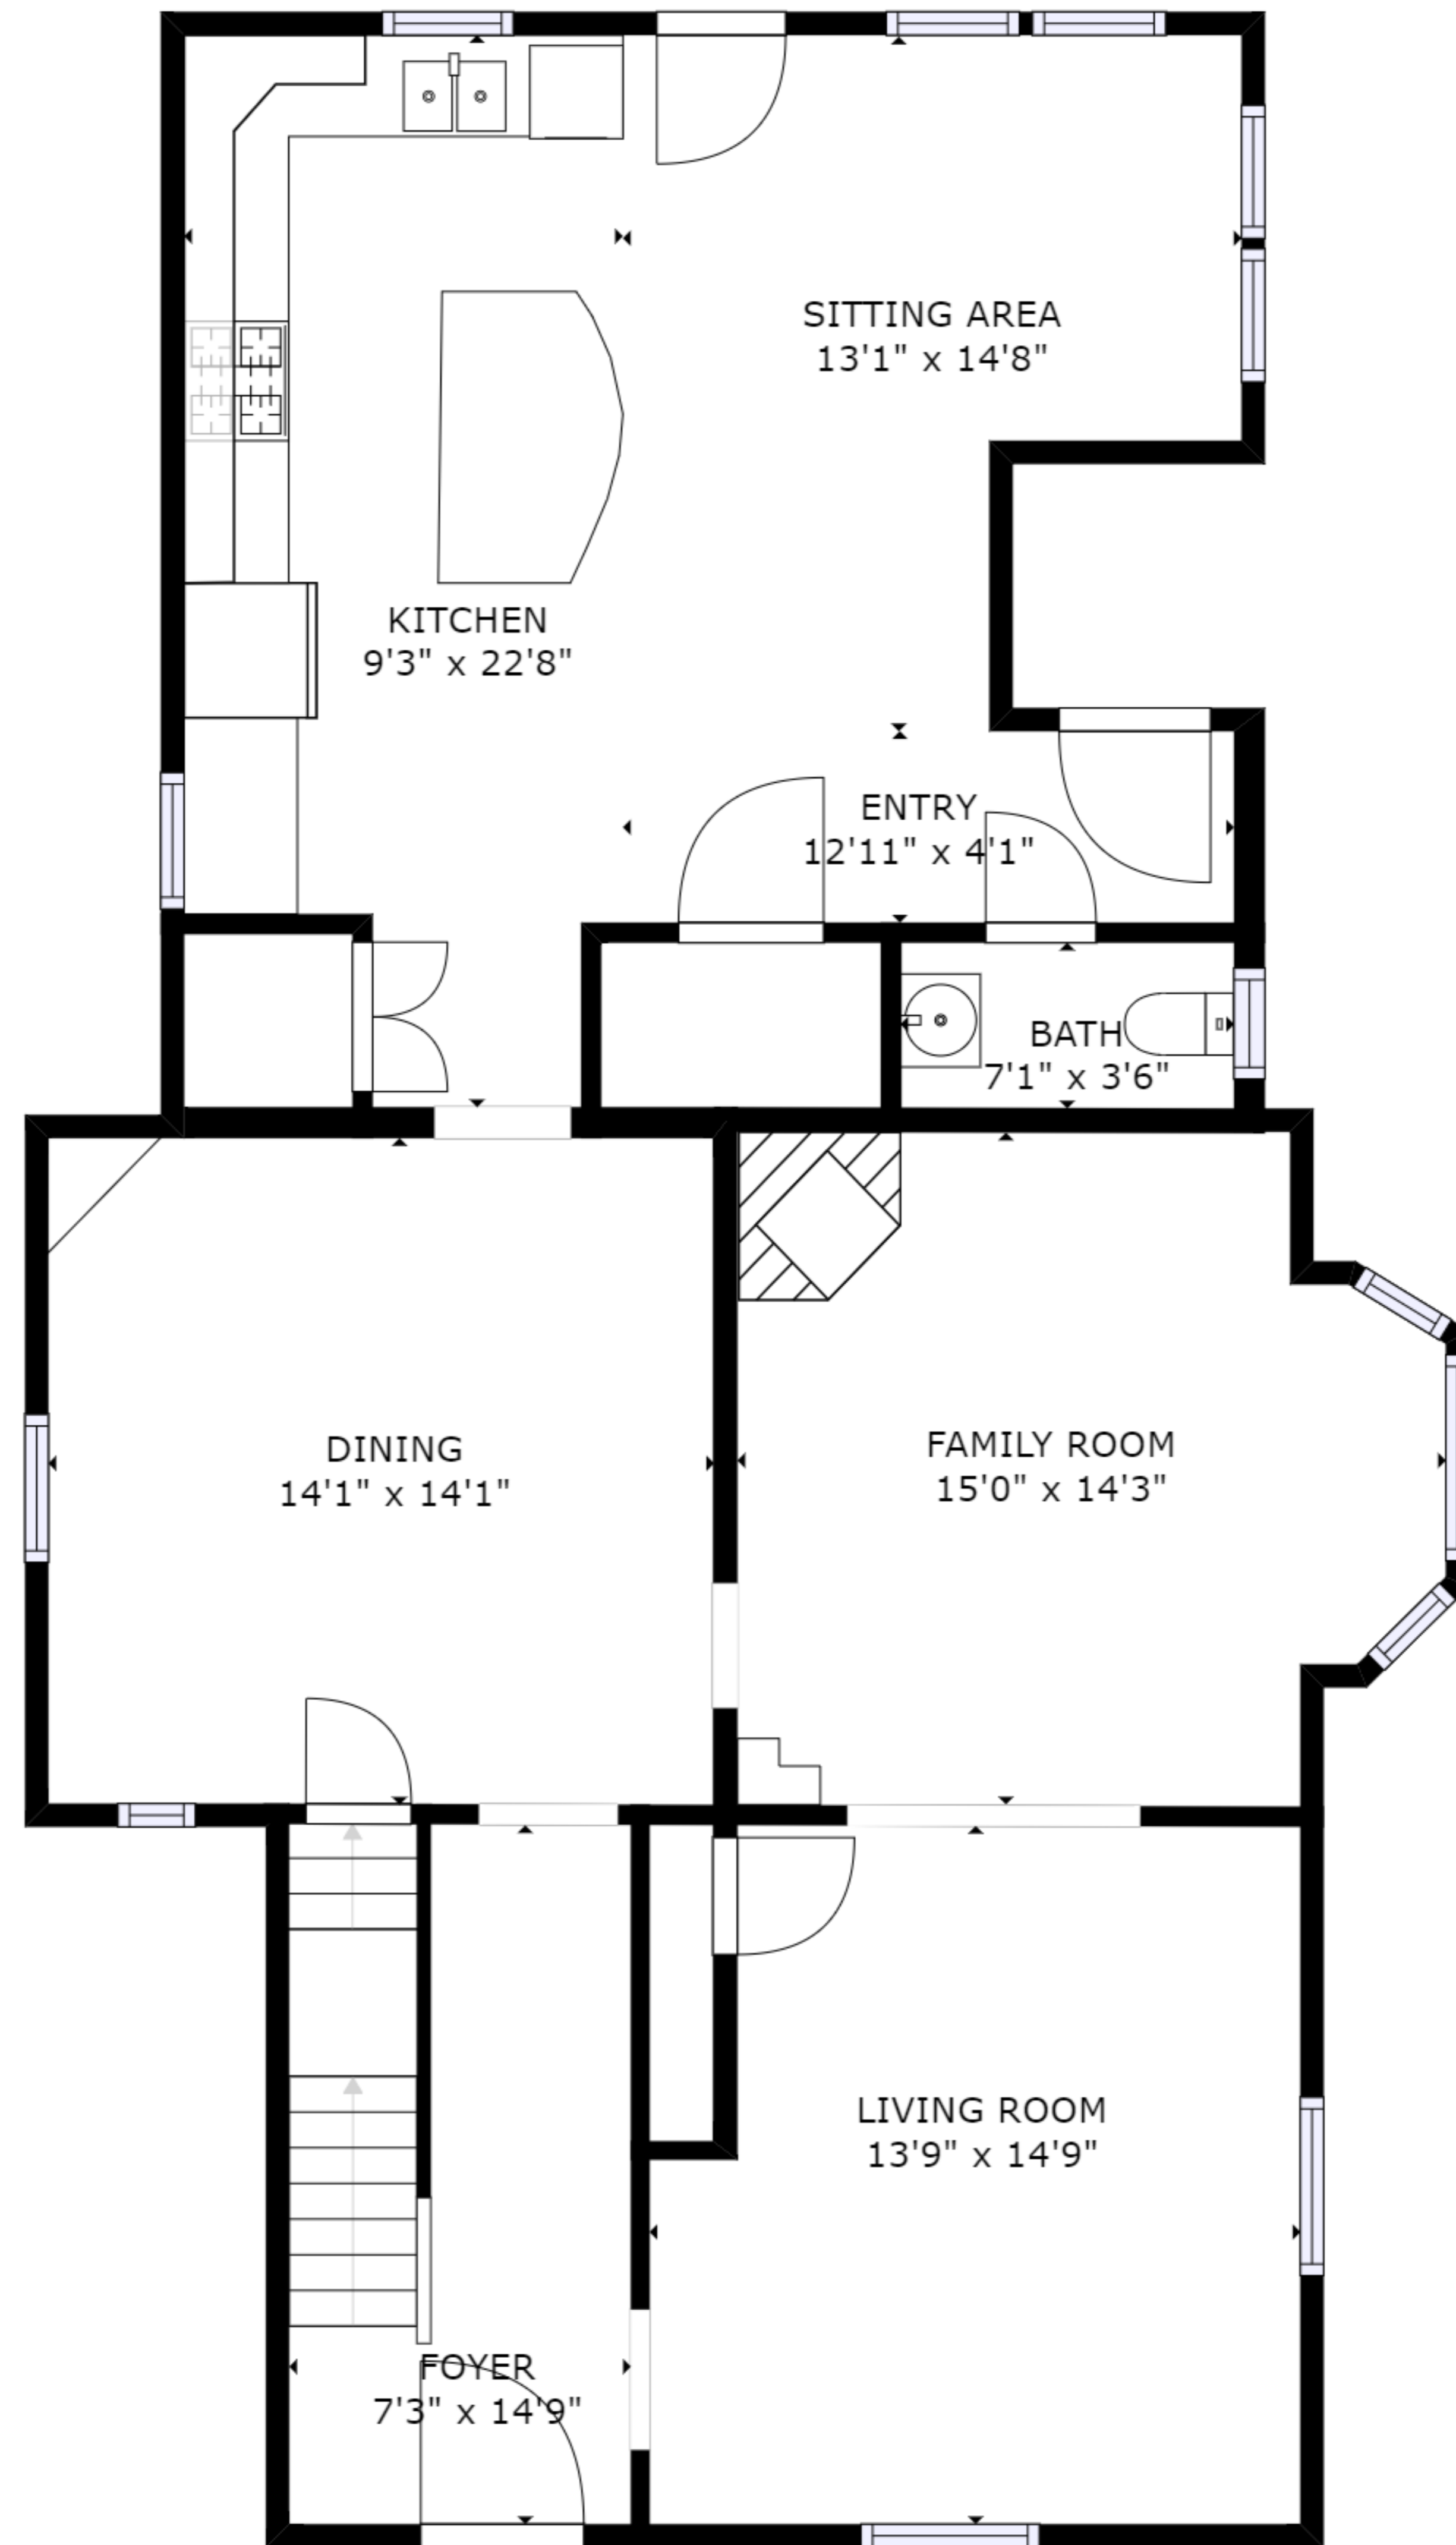 SITTING AREA
13'1" x 14'8"
KITCHEN
9'3" x 22'8"
ENTRY
12'11" x 4'1"
BATH
7'1" x 3'6"
DINING
14'1" x 14'1"
FAMILY ROOM
15'0" x 14'3"
LIVING ROOM
13'9" x 14'9"
FOYER
7'3" x 14'9"